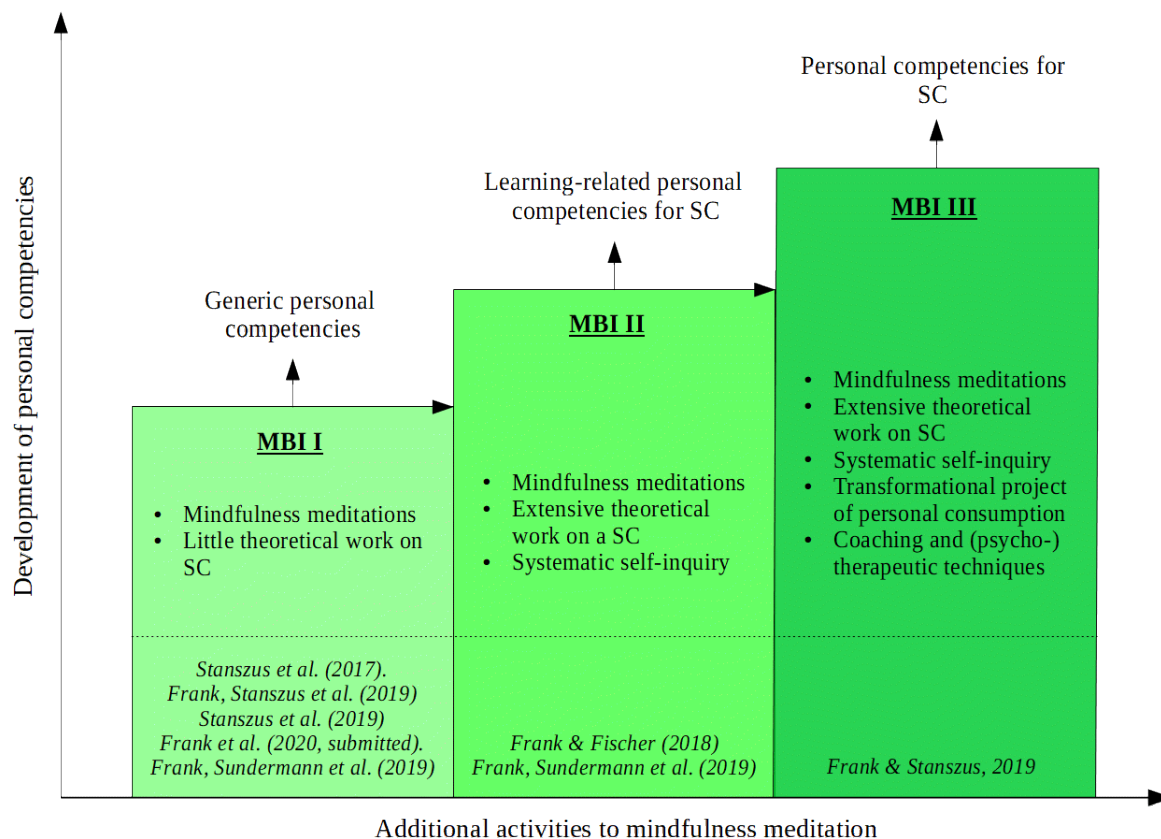 Personal competencies for
SC
Learning-related personal
competencies for SC
Generic personal
competencies
Development of personal competencies
MBI I
• Mindfulness meditations
• Little theoretical work on
SC
Stanszus et al. (2017).
Frank, Stanszus et al. (2019)
Stanszus et al. (2019)
Frank et al. (2020, submitted).
Frank, Sundermann et al. (2019)
MBI II
• Mindfulness meditations
• Extensive theoretical
work on a SC
• Systematic self-inquiry
Frank & Fischer (2018)
Frank, Sundermann et al. (2019)
MBI III
• Mindfulness meditations
• Extensive theoretical
work on SC
• Systematic self-inquiry
• Transformational project
of personal consumption
• Coaching and (psycho-)
therapeutic techniques
Frank & Stanszus, 2019
Additional activities to mindfulness meditation